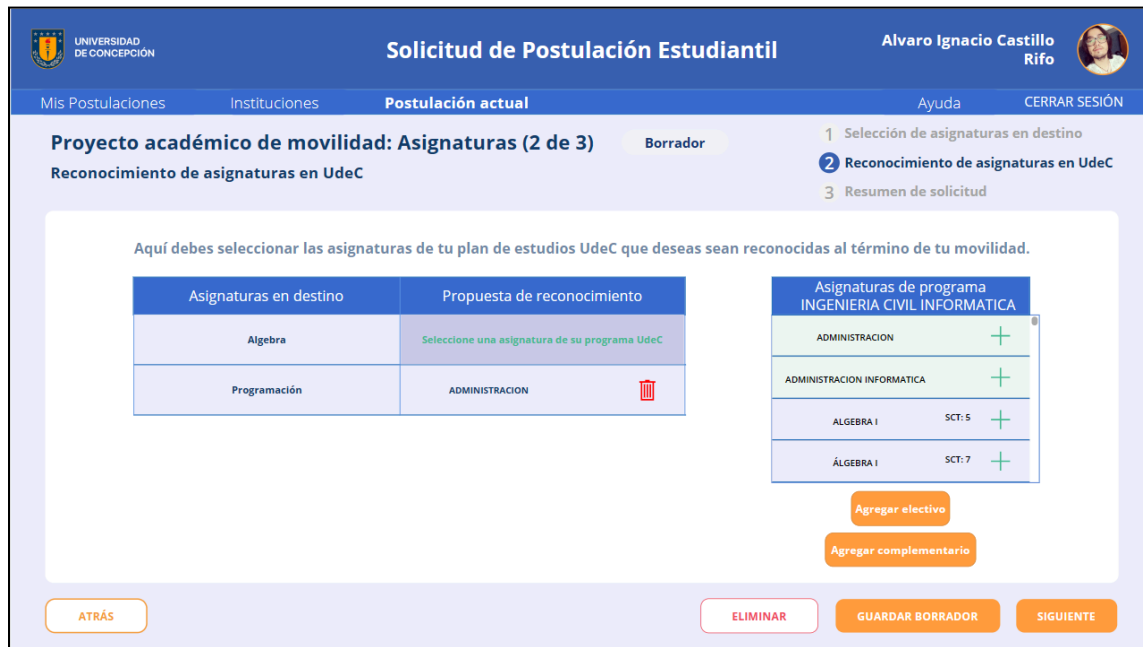 UNIVERSIDAD
DE CONCEPCIÓN
Solicitud de Postulación Estudiantil
Alvaro Ignacio Castillo
Rifo
Mis Postulaciones
Instituciones
Postulación actual
Ayuda
CERRAR SESIÓN
Proyecto académico de movilidad: Asignaturas (2 de 3)
Borrador
Reconocimiento de asignaturas en UdeC
1 Selección de asignaturas en destino
2 Reconocimiento de asignaturas en UdeC
3 Resumen de solicitud
Aquí debes seleccionar las asignaturas de tu plan de estudios UdeC que deseas sean reconocidas al término de tu movilidad.
Asignaturas en destino
Propuesta de reconocimiento
Algebra
Seleccione una asignatura de su programa UdeC
Programación
ADMINISTRACION
Asignaturas de programa
INGENIERIA CIVIL INFORMATICA
ADMINISTRACION
ADMINISTRACION INFORMATICA
ALGEBRA I SCT: 5
ÁLGEBRA I SCT: 7
Agregar electivo
Agregar complementario
ATRÁS
ELIMINAR
GUARDAR BORRADOR
SIGUIENTE